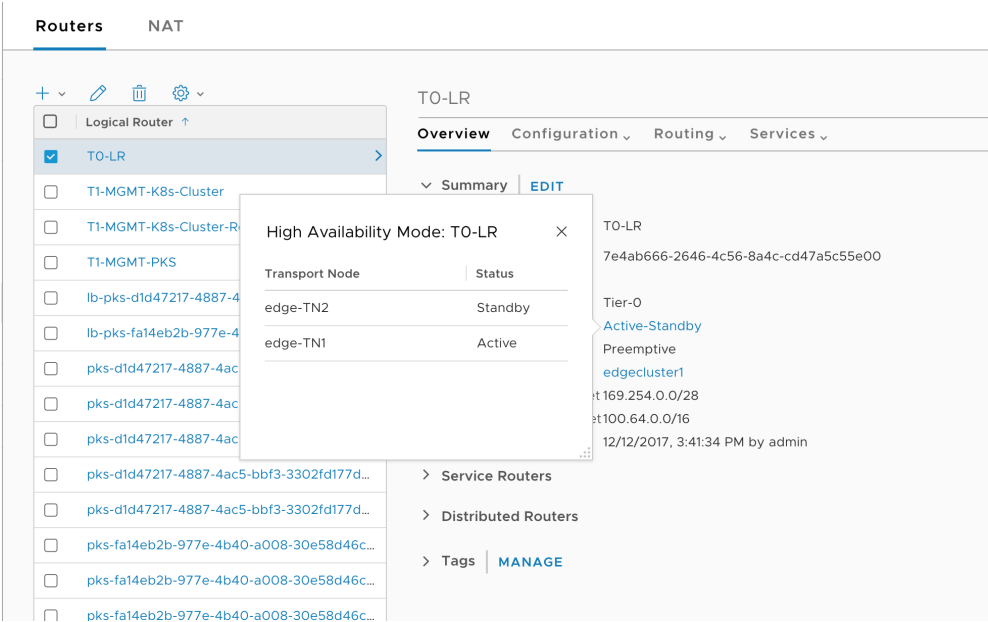 Routers NAT
Logical Router ↑
T0-LR
T1-MGMT-K8s-Cluster
T1-MGMT-K8s-Cluster-R
T1-MGMT-PKS
lb-pks-d1d47217-4887-4
lb-pks-fa14eb2b-977e-4
pks-d1d47217-4887-4ac
pks-d1d47217-4887-4ac
pks-d1d47217-4887-4ac
pks-d1d47217-4887-4ac5-bbf3-3302fd177d...
pks-d1d47217-4887-4ac5-bbf3-3302fd177d...
pks-fa14eb2b-977e-4b40-a008-30e58d46c...
pks-fa14eb2b-977e-4b40-a008-30e58d46c...
pks-fa14eb2b-977e-4b40-a008-30e58d46c...
T0-LR
Overview Configuration Routing Services
Summary EDIT
High Availability Mode: T0-LR
Transport Node Status
edge-TN2 Standby
edge-TN1 Active
T0-LR
7e4ab666-2646-4c56-8a4c-cd47a5c55e00
Tier-0
Active-Standby
Preemptive
edgecluster1
169.254.0.0/28
100.64.0.0/16
12/12/2017, 3:41:34 PM by admin
Service Routers
Distributed Routers
Tags MANAGE